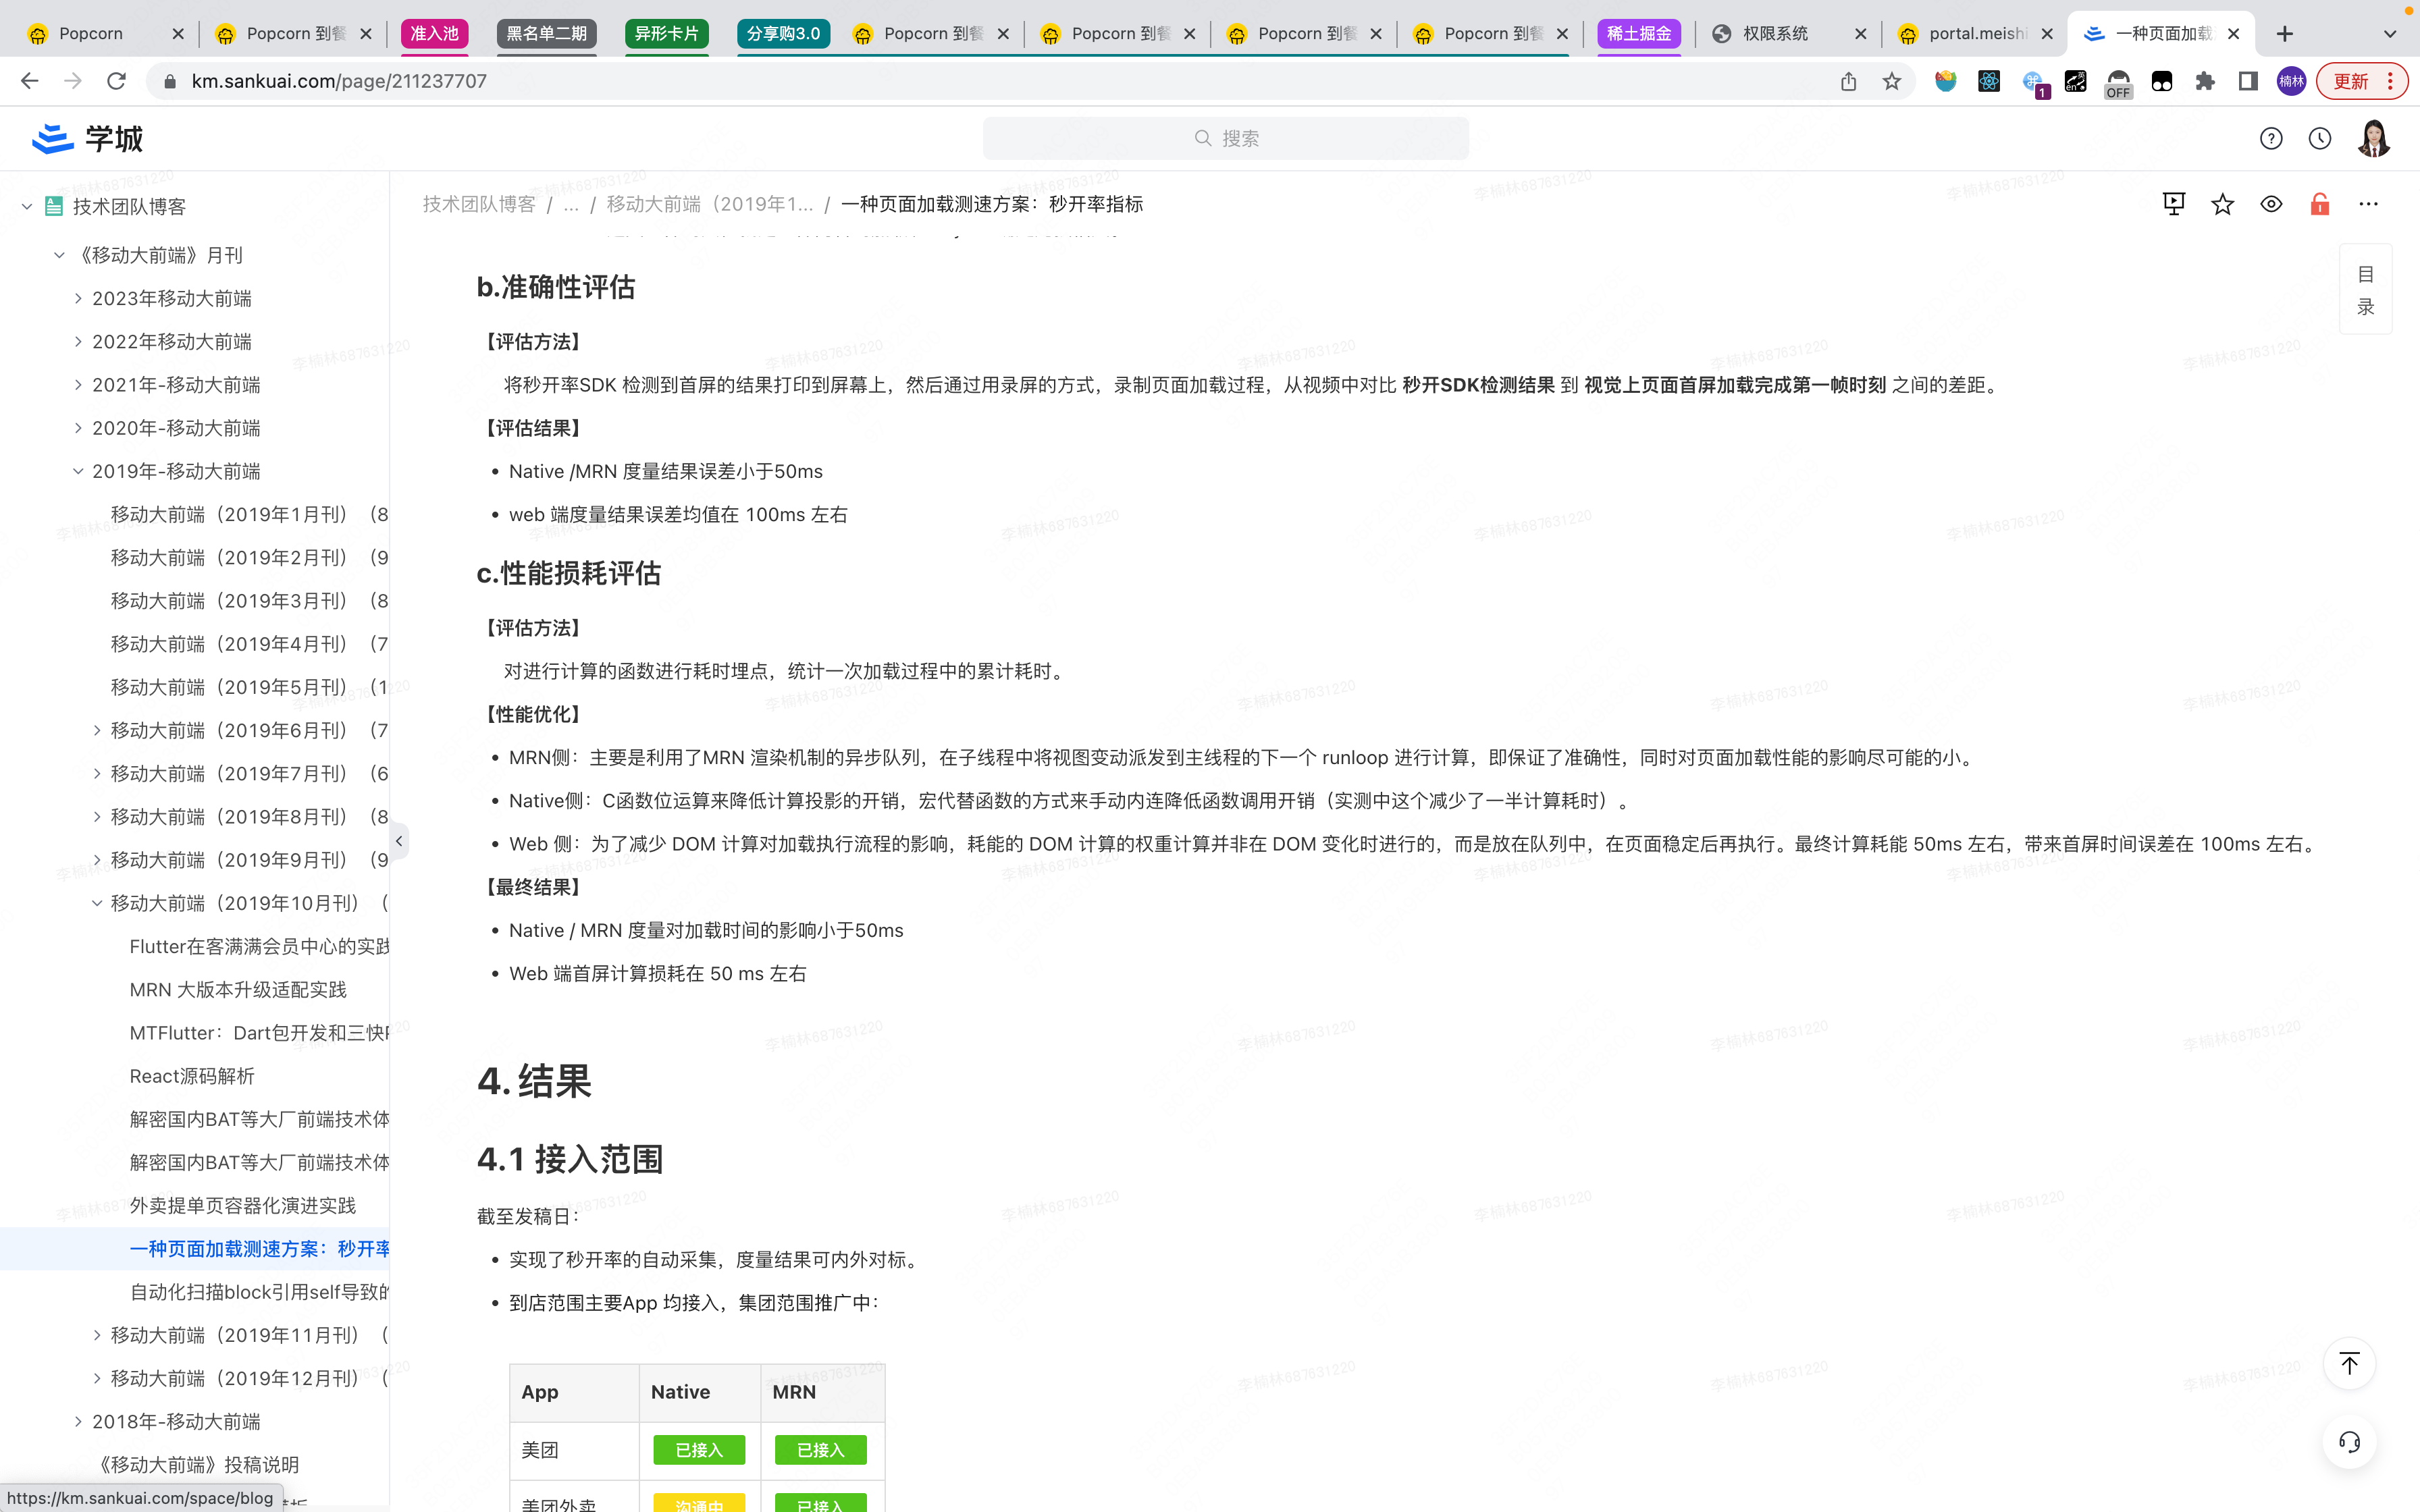 Popcorn
Popcorn 到餐
准入池
黑名单二期
异形卡片
分享购3.0
Popcorn 到餐
Popcorn 到餐
Popcorn 到餐
Popcorn 到餐
稀土掘金
权限系统
portal.meishi
一种页面加载
km.sankuai.com/page/211237707
1
en
英
OFF
楠林
更新
学城
搜索
技术团队博客
《移动大前端》月刊
2023年移动大前端
2022年移动大前端
2021年-移动大前端
2020年-移动大前端
2019年-移动大前端
移动大前端（2019年1月刊）（8
移动大前端（2019年2月刊）（9
移动大前端（2019年3月刊）（8
移动大前端（2019年4月刊）（7
移动大前端（2019年5月刊）（1
移动大前端（2019年6月刊）（7
移动大前端（2019年7月刊）（6
移动大前端（2019年8月刊）（8
移动大前端（2019年9月刊）（9
移动大前端（2019年10月刊）（
Flutter在客满满会员中心的实践
MRN 大版本升级适配实践
MTFlutter：Dart包开发和三快P
React源码解析
解密国内BAT等大厂前端技术体
解密国内BAT等大厂前端技术体
外卖提单页容器化演进实践
一种页面加载测速方案：秒开率
自动化扫描block引用self导致的
移动大前端（2019年11月刊）（
移动大前端（2019年12月刊）（
2018年-移动大前端
《移动大前端》投稿说明
https://km.sankuai.com/space/blog
技术团队博客 / ... / 移动大前端（2019年1... / 一种页面加载测速方案：秒开率指标
目
录
b.准确性评估
【评估方法】
将秒开率SDK 检测到首屏的结果打印到屏幕上，然后通过用录屏的方式，录制页面加载过程，从视频中对比 秒开SDK检测结果 到 视觉上页面首屏加载完成第一帧时刻 之间的差距。
【评估结果】
• Native /MRN 度量结果误差小于50ms
• web 端度量结果误差均值在 100ms 左右
c.性能损耗评估
【评估方法】
对进行计算的函数进行耗时埋点，统计一次加载过程中的累计耗时。
【性能优化】
• MRN侧：主要是利用了MRN 渲染机制的异步队列，在子线程中将视图变动派发到主线程的下一个 runloop 进行计算，即保证了准确性，同时对页面加载性能的影响尽可能的小。
• Native侧：C函数位运算来降低计算投影的开销，宏代替函数的方式来手动内连降低函数调用开销（实测中这个减少了一半计算耗时）。
• Web 侧：为了减少 DOM 计算对加载执行流程的影响，耗能的 DOM 计算的权重计算并非在 DOM 变化时进行的，而是放在队列中，在页面稳定后再执行。最终计算耗能 50ms 左右，带来首屏时间误差在 100ms 左右。
【最终结果】
• Native / MRN 度量对加载时间的影响小于50ms
• Web 端首屏计算损耗在 50 ms 左右
4. 结果
4.1 接入范围
截至发稿日：
• 实现了秒开率的自动采集，度量结果可内外对标。
• 到店范围主要App 均接入，集团范围推广中：
App Native MRN
美团 已接入 已接入
美团外卖 沟通中 已接入
李楠林687631220